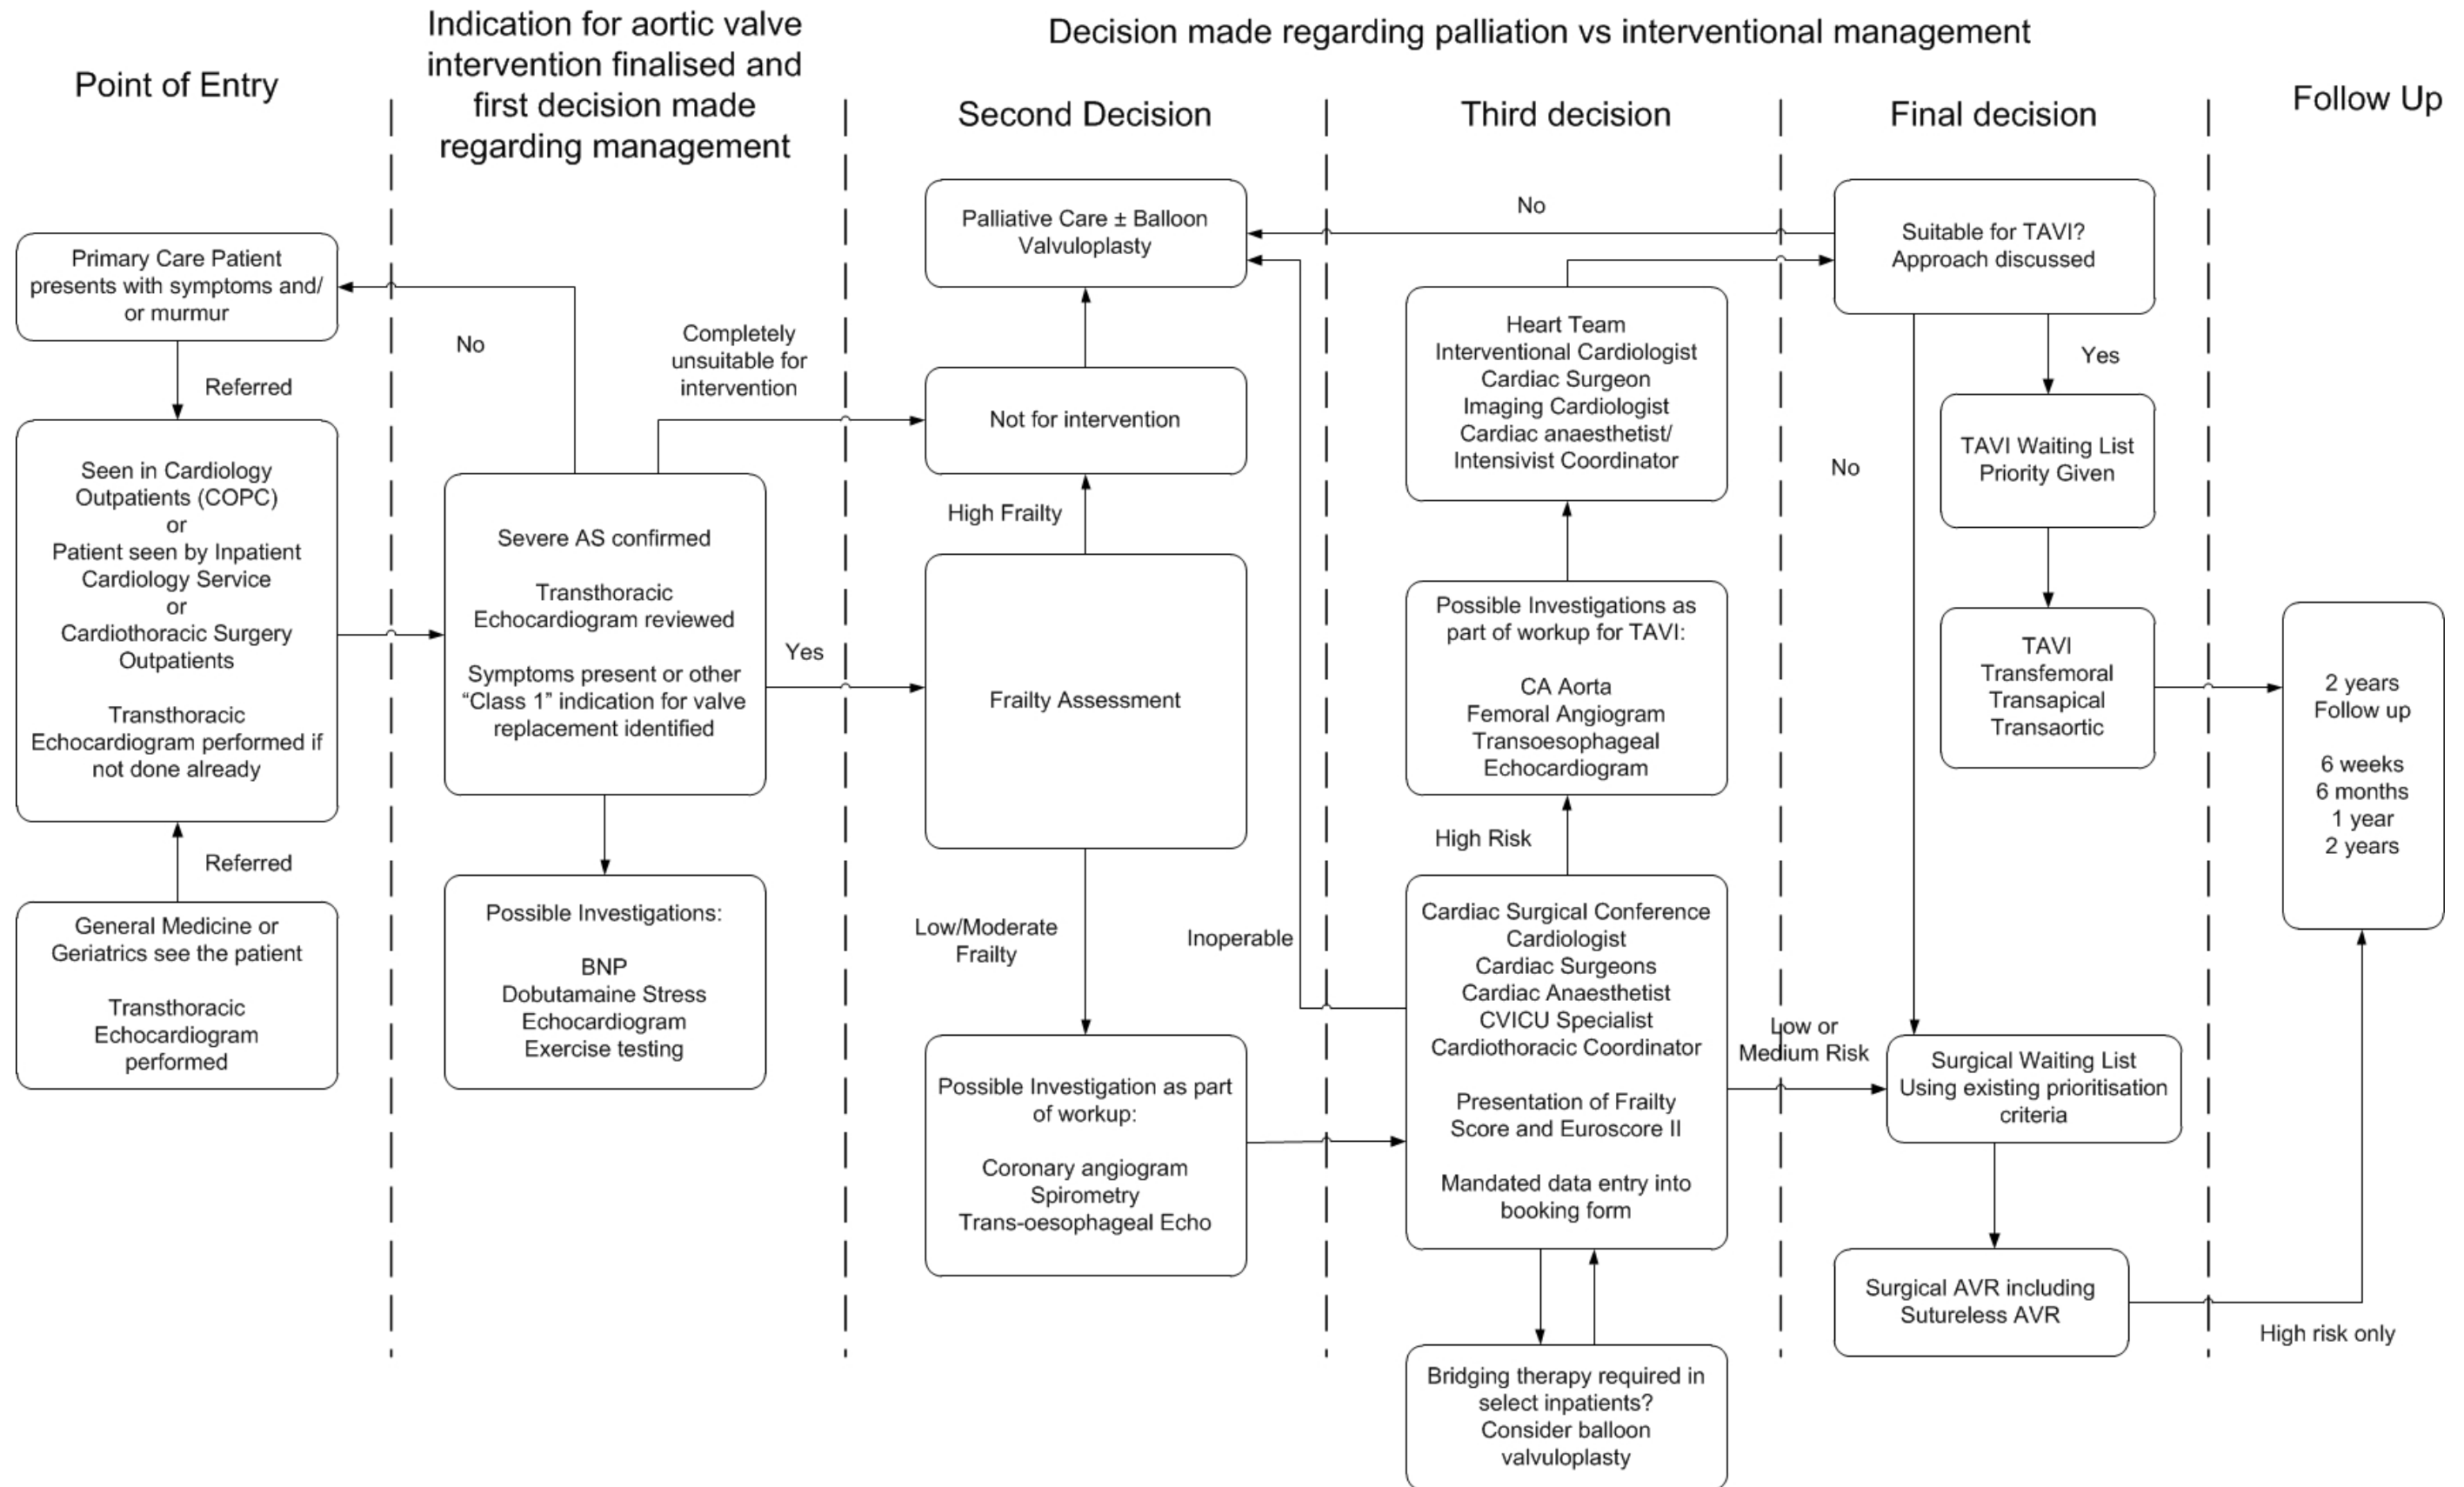 Point of Entry
Indication for aortic valve
intervention finalised and
first decision made
regarding management
Decision made regarding palliation vs interventional management
Second Decision
Third decision
Final decision
Follow Up
Primary Care Patient
presents with symptoms and/
or murmur
Referred
Seen in Cardiology
Outpatients (COPC)
or
Patient seen by Inpatient
Cardiology Service
or
Cardiothoracic Surgery
Outpatients
Transthoracic
Echocardiogram performed if
not done already
Referred
General Medicine or
Geriatrics see the patient
Transthoracic
Echocardiogram
performed
No
Completely
unsuitable for
intervention
Severe AS confirmed
Transthoracic
Echocardiogram reviewed
Symptoms present or other
“Class 1” indication for valve
replacement identified
Yes
Possible Investigations:
BNP
Dobutamaine Stress
Echocardiogram
Exercise testing
Palliative Care ± Balloon
Valvuloplasty
Not for intervention
High Frailty
Frailty Assessment
Low/Moderate
Frailty
Inoperable
Possible Investigation as part
of workup:
Coronary angiogram
Spirometry
Trans-oesophageal Echo
No
Heart Team
Interventional Cardiologist
Cardiac Surgeon
Imaging Cardiologist
Cardiac anaesthetist/
Intensivist Coordinator
Possible Investigations as
part of workup for TAVI:
CA Aorta
Femoral Angiogram
Transoesophageal
Echocardiogram
High Risk
Cardiac Surgical Conference
Cardiologist
Cardiac Surgeons
Cardiac Anaesthetist
CVICU Specialist
Cardiothoracic Coordinator
Presentation of Frailty
Score and Euroscore II
Mandated data entry into
booking form
Bridging therapy required in
select inpatients?
Consider balloon
valvuloplasty
Low or
Medium Risk
Suitable for TAVI?
Approach discussed
Yes
No
TAVI Waiting List
Priority Given
TAVI
Transfemoral
Transapical
Transaortic
Surgical Waiting List
Using existing prioritisation
criteria
Surgical AVR including
Sutureless AVR
2 years
Follow up
6 weeks
6 months
1 year
2 years
High risk only